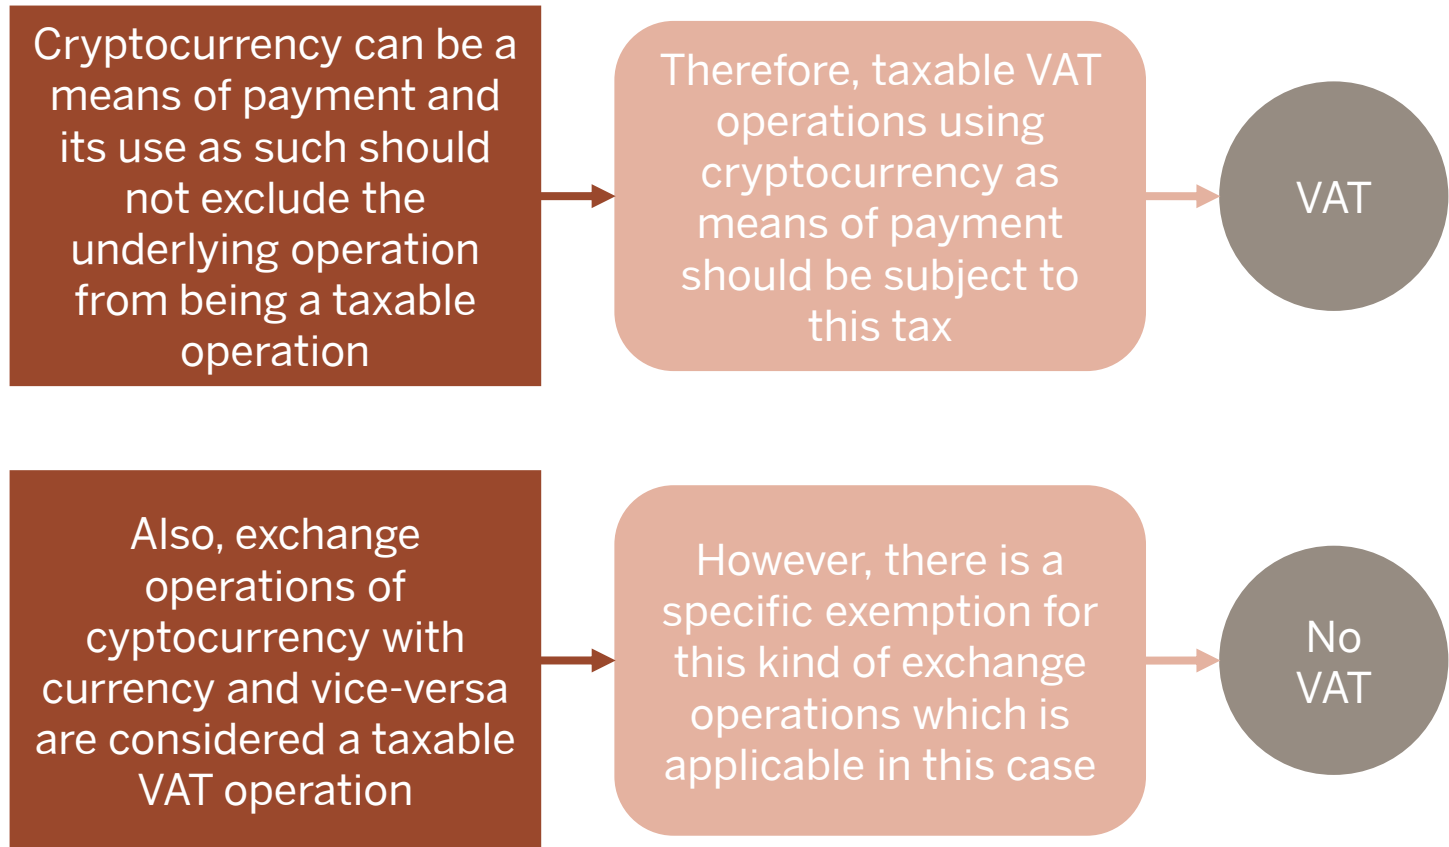 Cryptocurrency can be a
means of payment and
its use as such should
not exclude the
underlying operation
from being a taxable
operation
Therefore, taxable VAT
operations using
cryptocurrency as
means of payment
should be subject to
this tax
VAT
Also, exchange
operations of
cyptocurrency with
currency and vice-versa
are considered a taxable
VAT operation
However, there is a
specific exemption for
this kind of exchange
operations which is
applicable in this case
No
VAT